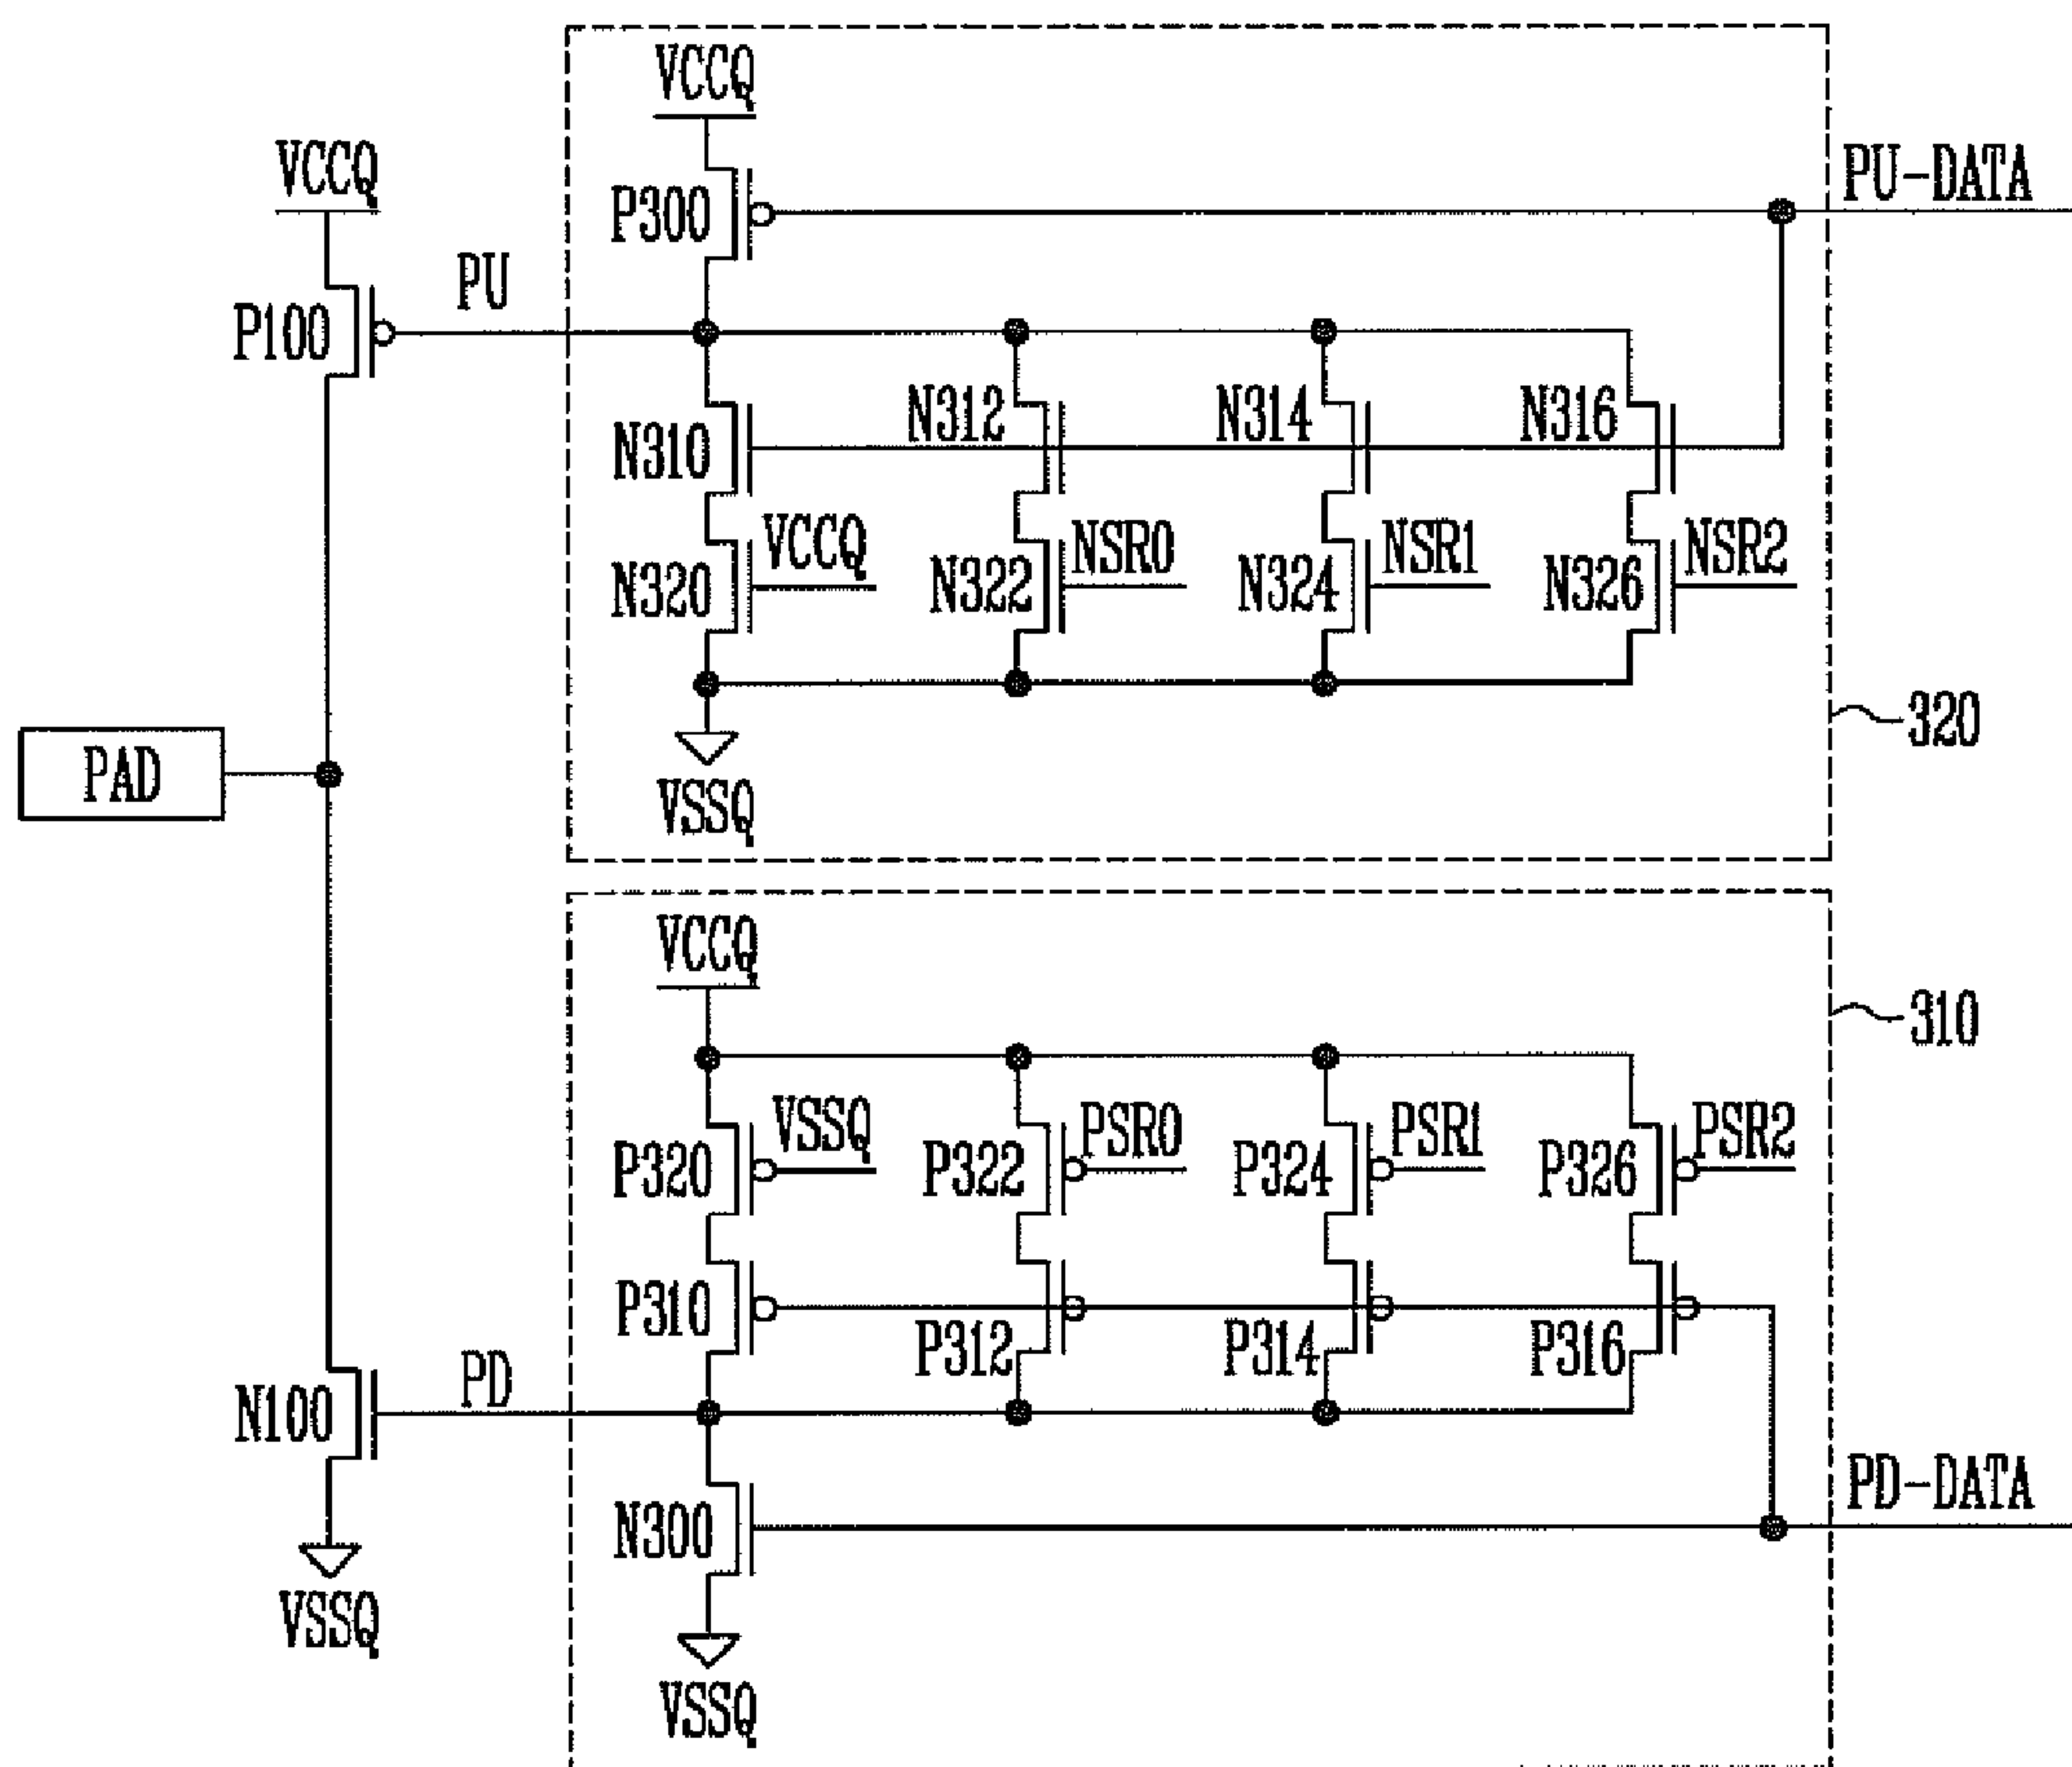 VCCQ
VCCQ
PU-DATA
P300
PU
P100
N312
N314
N316
N310
VCCQ
NSR0
NSR1
NSR2
N320
N322
N324
N326
320
PAD
VSSQ
VCCQ
310
VSSQ
PSR0
PSR1
PSR2
P320
P322
P324
P326
P310
P312
P314
P316
PD
N100
PD-DATA
N300
VSSQ
VSSQ